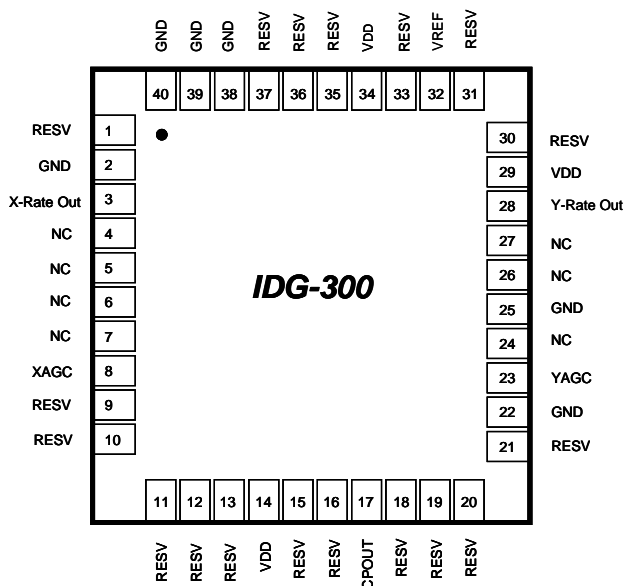 GND GND GND RESV RESV RESV VDD RESV VREF RESV
40 39 38 37 36 35 34 33 32 31
RESV 1
GND 2
X-Rate Out 3
NC 4
NC 5
NC 6
NC 7
XAGC 8
RESV 9
RESV 10
IDG-300
30 RESV
29 VDD
28 Y-Rate Out
27 NC
26 NC
25 GND
24 NC
23 YAGC
22 GND
21 RESV
11 12 13 14 15 16 17 18 19 20
RESV RESV RESV VDD RESV RESV CPOUT RESV RESV RESV